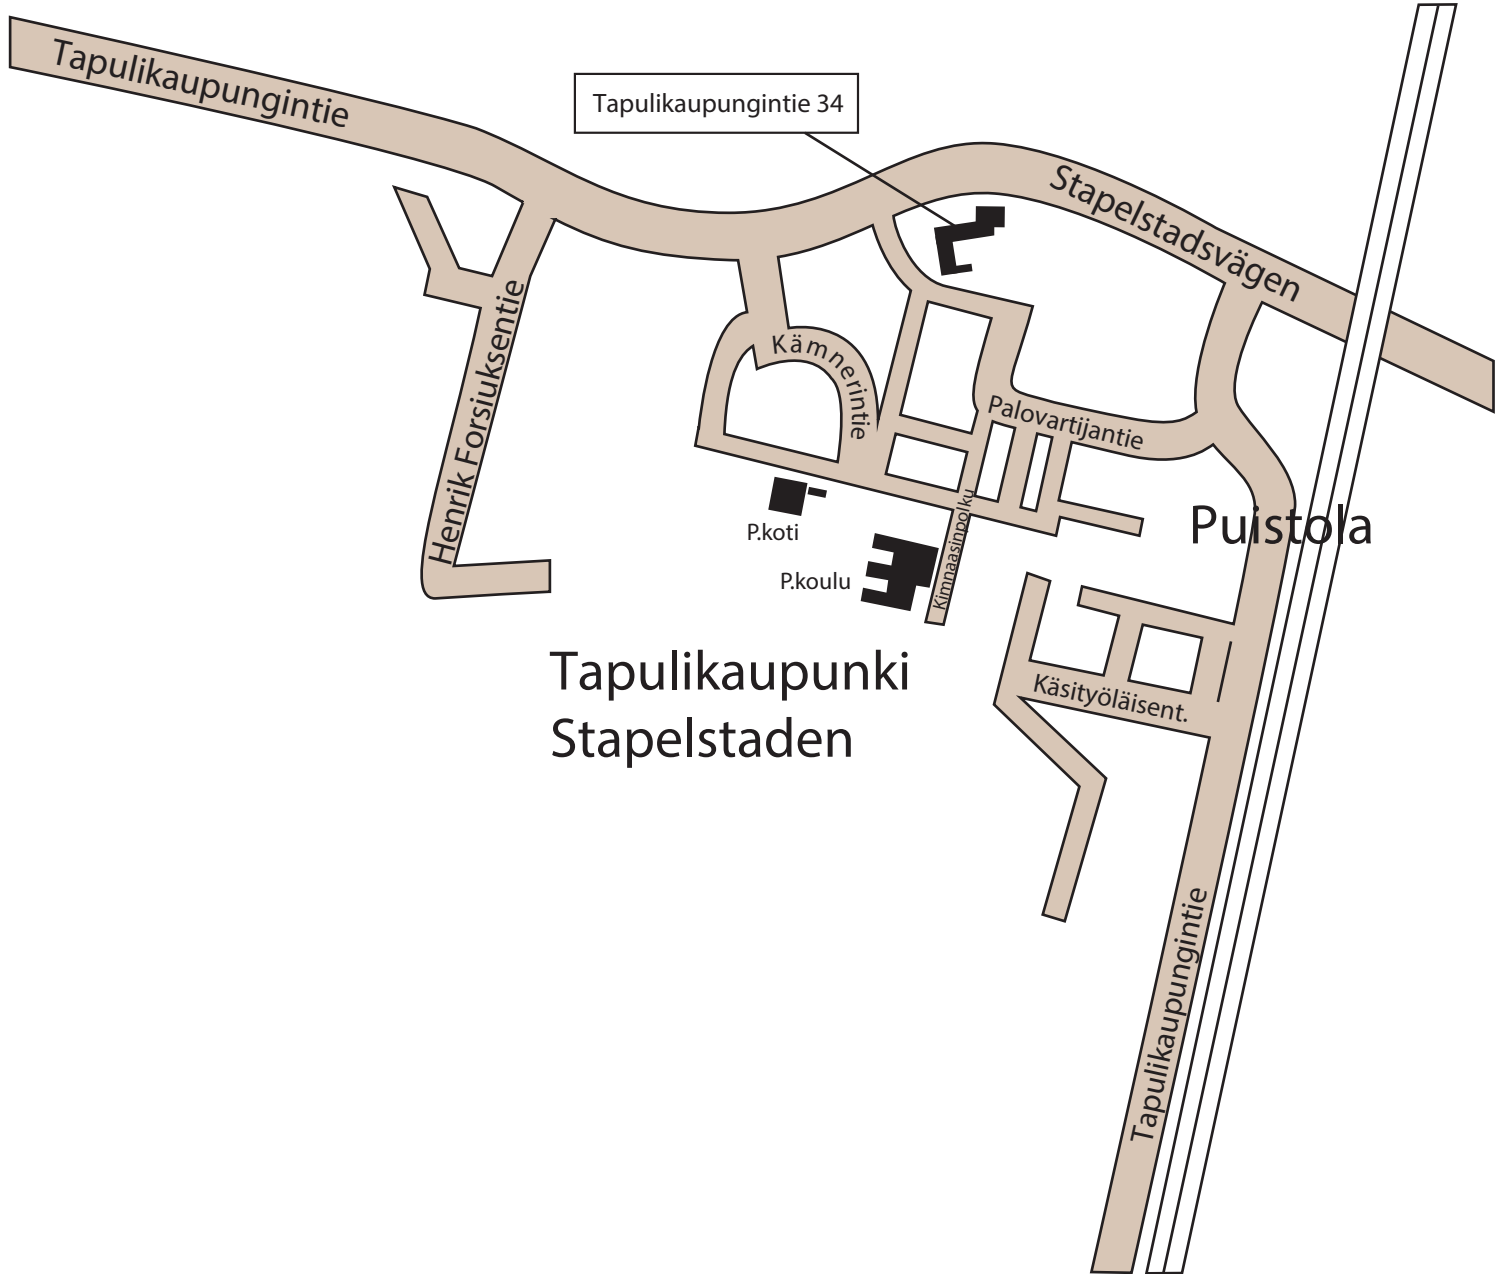 Tapulikaupungintie
Tapulikaupungintie 34
Stapelstadsvägen
Henrik Forsiuksentie
Kämnerintie
Palovartijantie
Kimnaasinpolku
P.koti
P.koulu
Puistola
Tapulikaupunki
Stapelstaden
Käsityöläisent.
Tapulikaupungintie